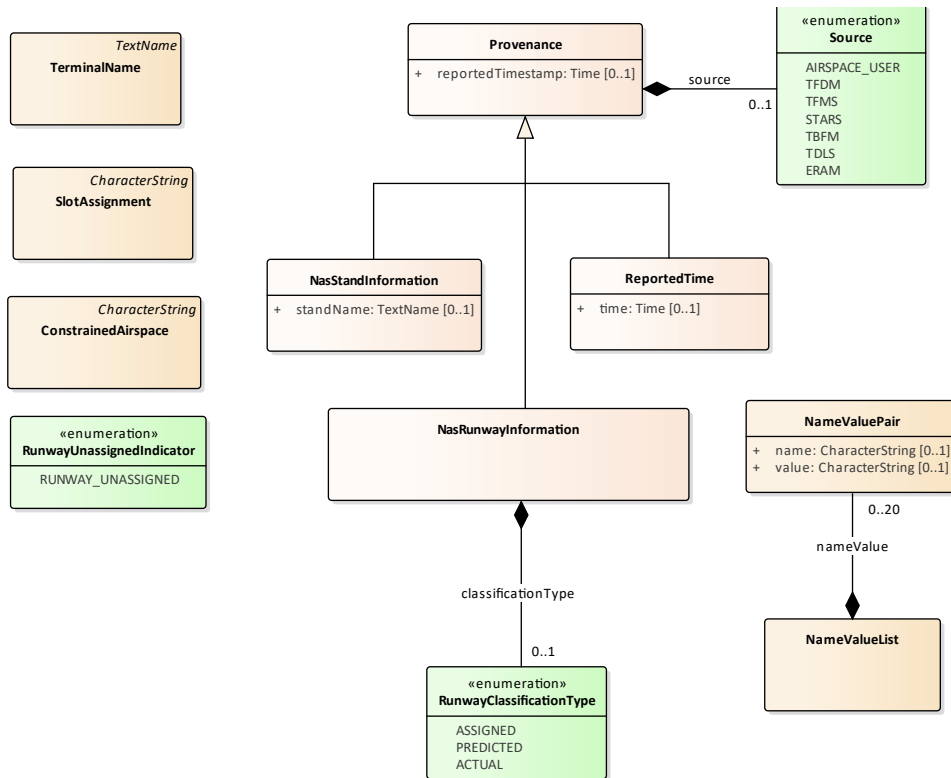 TextName
TerminalName
CharacterString
SlotAssignment
CharacterString
ConstrainedAirspace
«enumeration»
RunwayUnassignedIndicator
RUNWAY_UNASSIGNED
Provenance
+ reportedTimestamp: Time [0..1]
source
0..1
«enumeration»
Source
AIRSPACE_USER
TFDM
TFMS
STARS
TBFM
TDLS
ERAM
NasStandInformation
+ standName: TextName [0..1]
ReportedTime
+ time: Time [0..1]
NasRunwayInformation
classificationType
0..1
«enumeration»
RunwayClassificationType
ASSIGNED
PREDICTED
ACTUAL
NameValuePair
+ name: CharacterString [0..1]
+ value: CharacterString [0..1]
0..20
nameValue
NameValueList